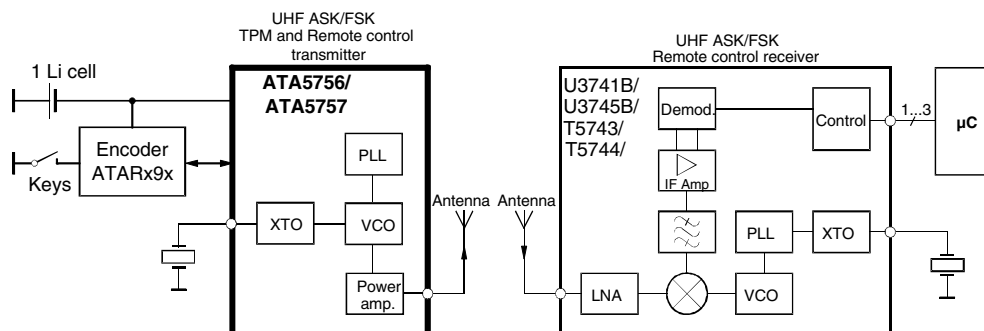 UHF ASK/FSK
TPM and Remote control
transmitter
1 Li cell
ATA5756/
ATA5757
Encoder
ATARx9x
Keys
PLL
XTO
VCO
Power
amp.
Antenna
Antenna
UHF ASK/FSK
Remote control receiver
U3741B/
U3745B/
T5743/
T5744/
Demod.
Control
1...3
µC
IF Amp
PLL
XTO
LNA
VCO